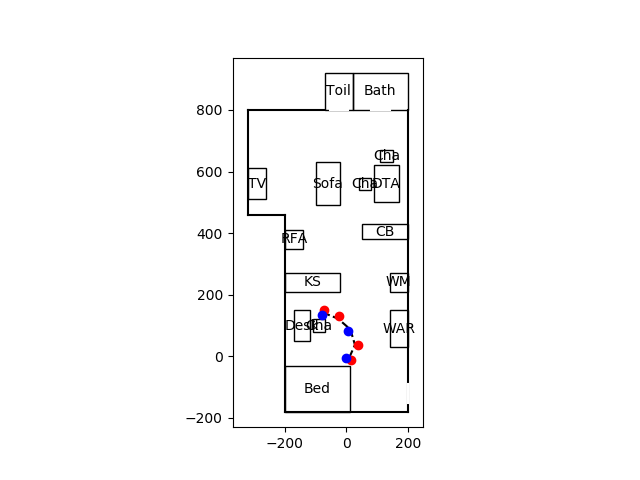 Toil Bath
800
Cha
600
TV Sofa Cha DTA
400
RFA CB
KS WM
200
Desk Cha WAR
0
Bed
−200
−200 0 200